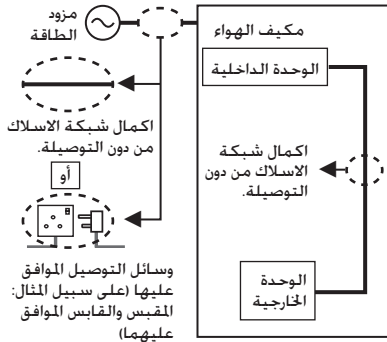 مزود
الطاقة
مكيف الهواء
الوحدة الداخلية
اكمال شبكة الاسلاك
من دون التوصيلة.
أو
اكمال شبكة
الاسلاك من دون
التوصيلة.
وسائل التوصيل الموافق
عليها (على سبيل المثال:
المقبس والقابس الموافق
عليهما)
الوحدة
الخارجية